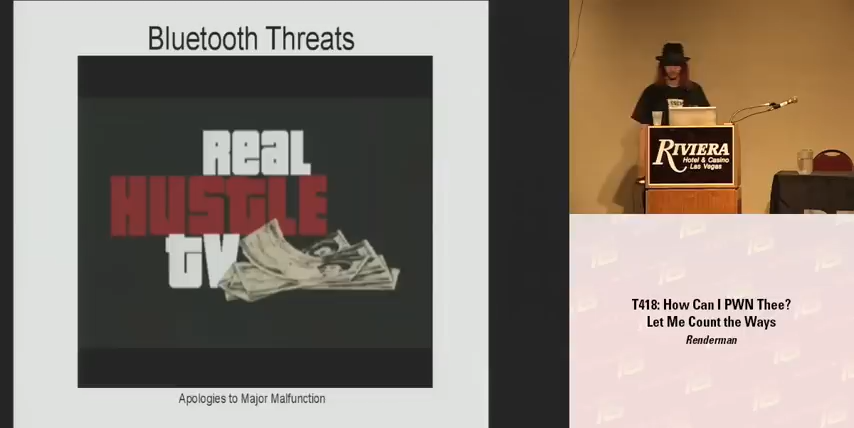 Bluetooth Threats
REAL
HUSTLE
tv
Apologies to Major Malfunction
RIVIERA
Hotel & Casino
Las Vegas
T418: How Can I PWN Thee?
Let Me Count the Ways
Renderman